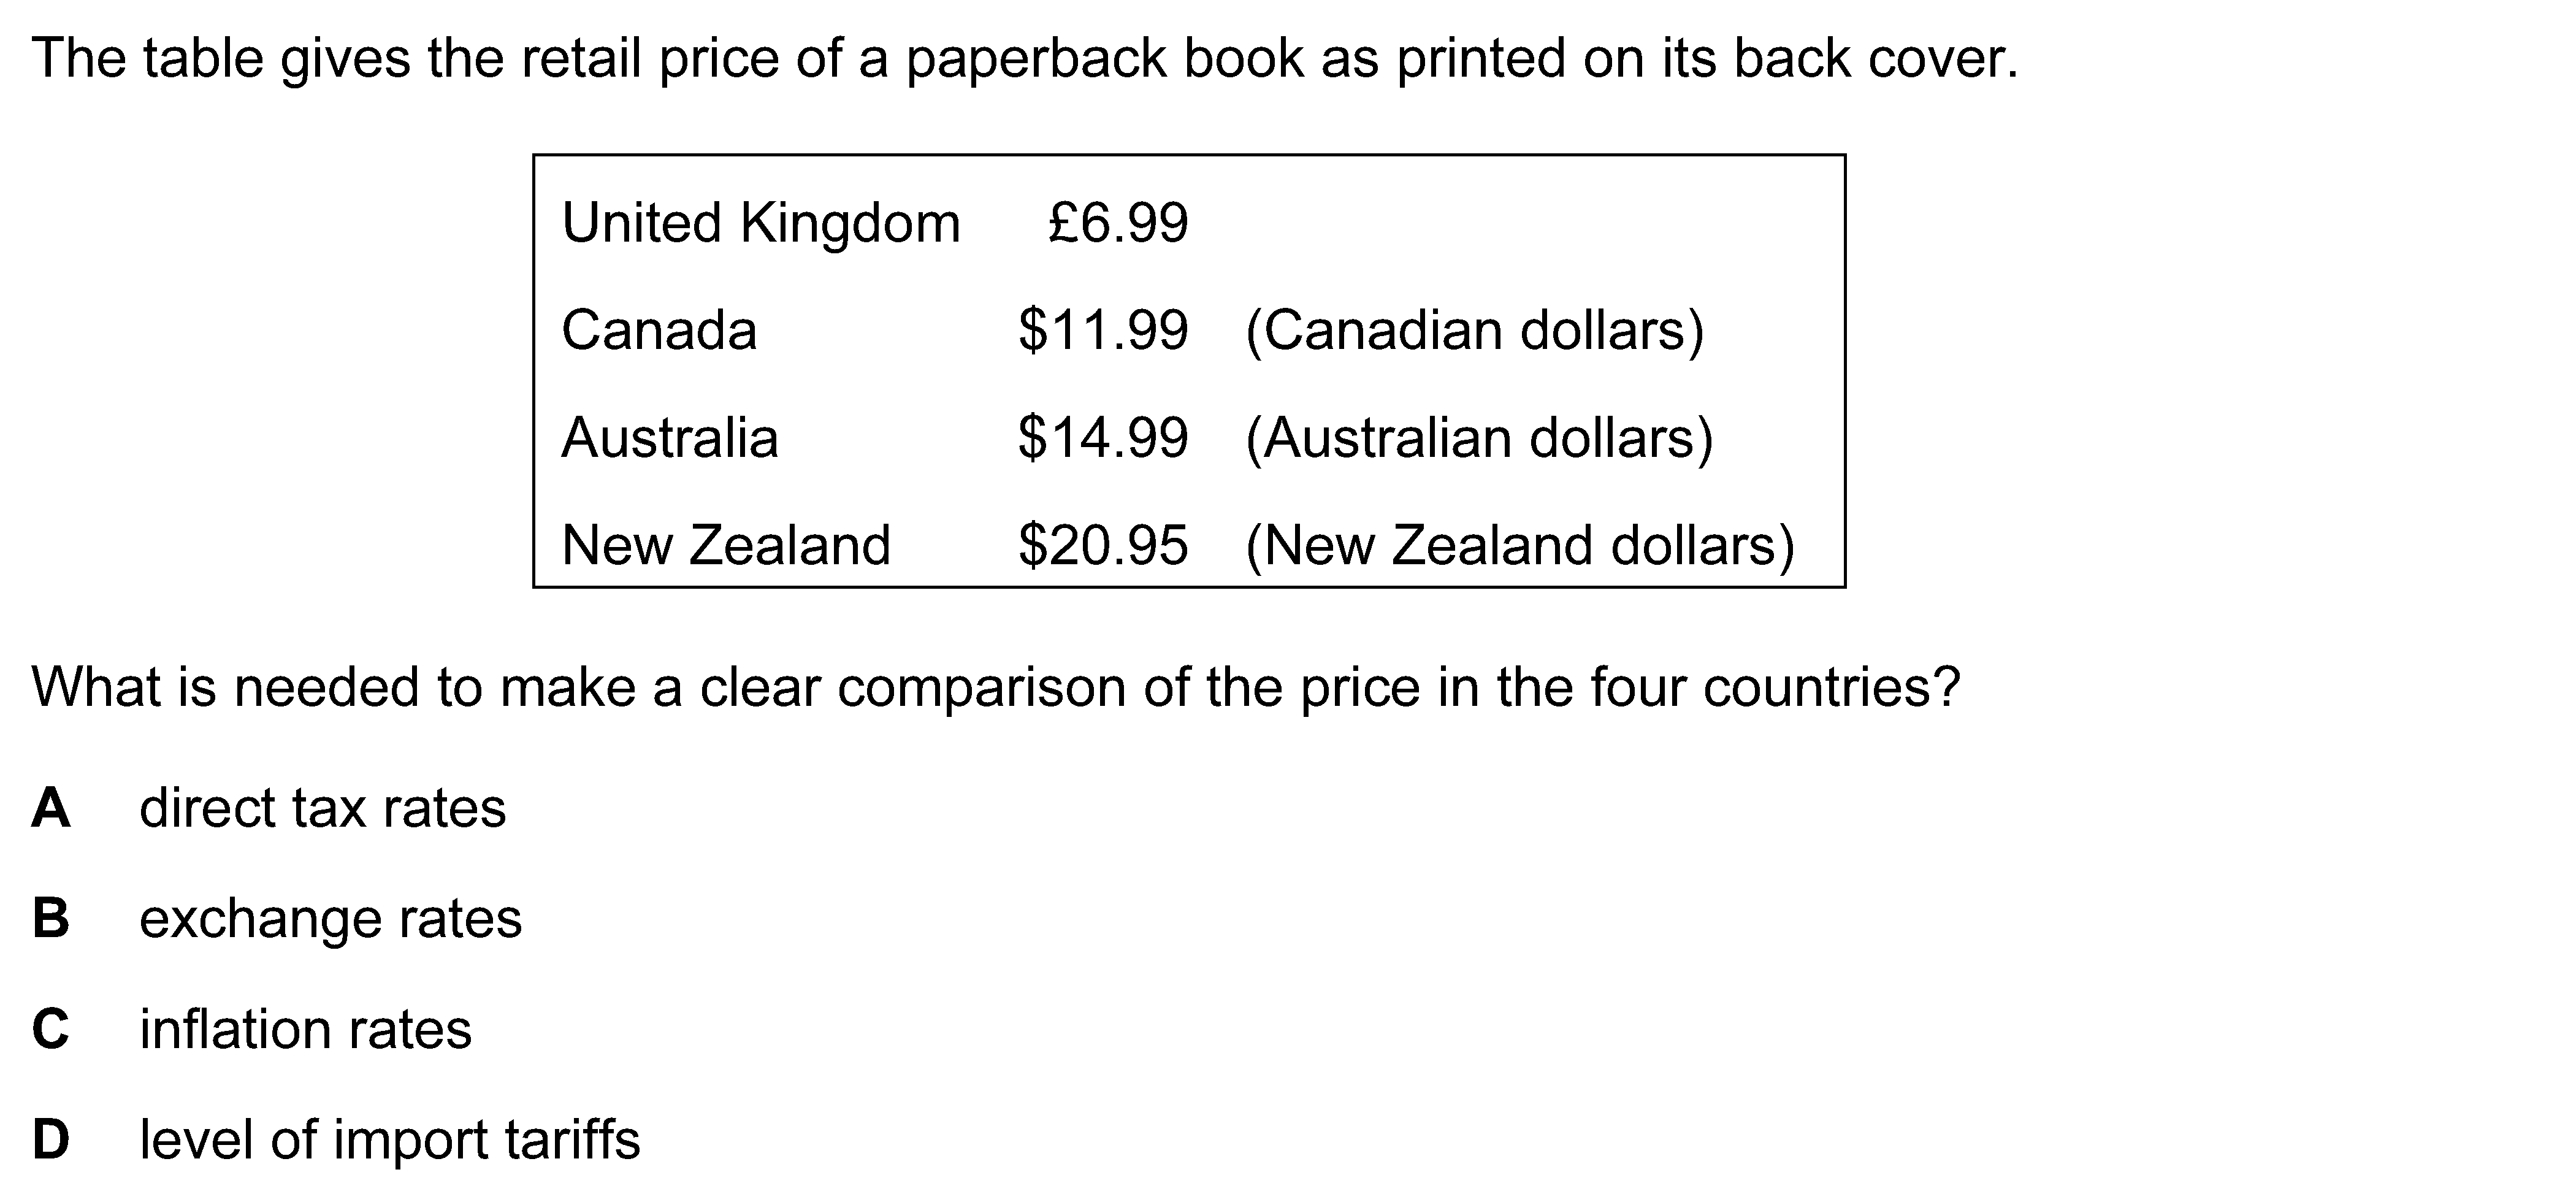 The table gives the retail price of a paperback book as printed on its back cover.
United Kingdom £6.99
Canada $11.99 (Canadian dollars)
Australia $14.99 (Australian dollars)
New Zealand $20.95 (New Zealand dollars)
What is needed to make a clear comparison of the price in the four countries?
A direct tax rates
B exchange rates
C inflation rates
D level of import tariffs